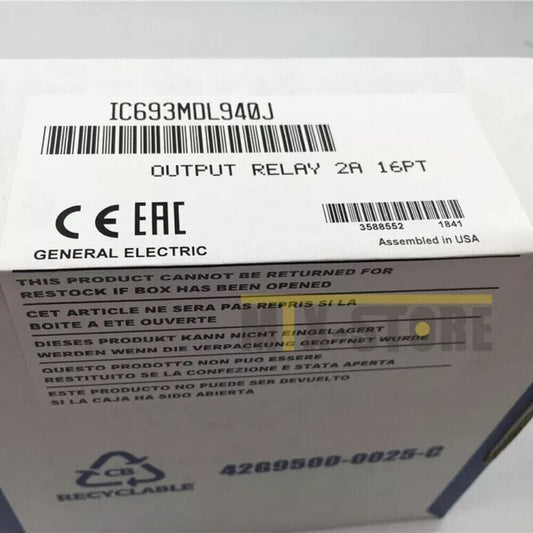 IC693MDL940J
OUTPUT RELAY 2A 16PT
CE EAC
3588552 1841
GENERAL ELECTRIC
Assembled in USA
THIS PRODUCT CANNOT BE RETURNED FOR
RESTOCK IF BOX HAS BEEN OPENED
CET ARTICLE NE SERA PAS REPRIS SI LA
BOITE A ETE OUVERTE
DIESES PRODUKT KANN NICHT EINGELAGERT
WERDEN WENN DIE VERPACKUNG GEOFFNET WURDE
QUESTO PRODOTTO NON PUO ESSERE
RESTITUITO SE LA CONFEZIONE E STATA APERTA
ESTE PRODUCTO NO PUEDE SER DEVUELTO
SI LA CAJA HA SIDO ABIERTA
STORE
CB
RECYCLABLE
42G9500-0025-C